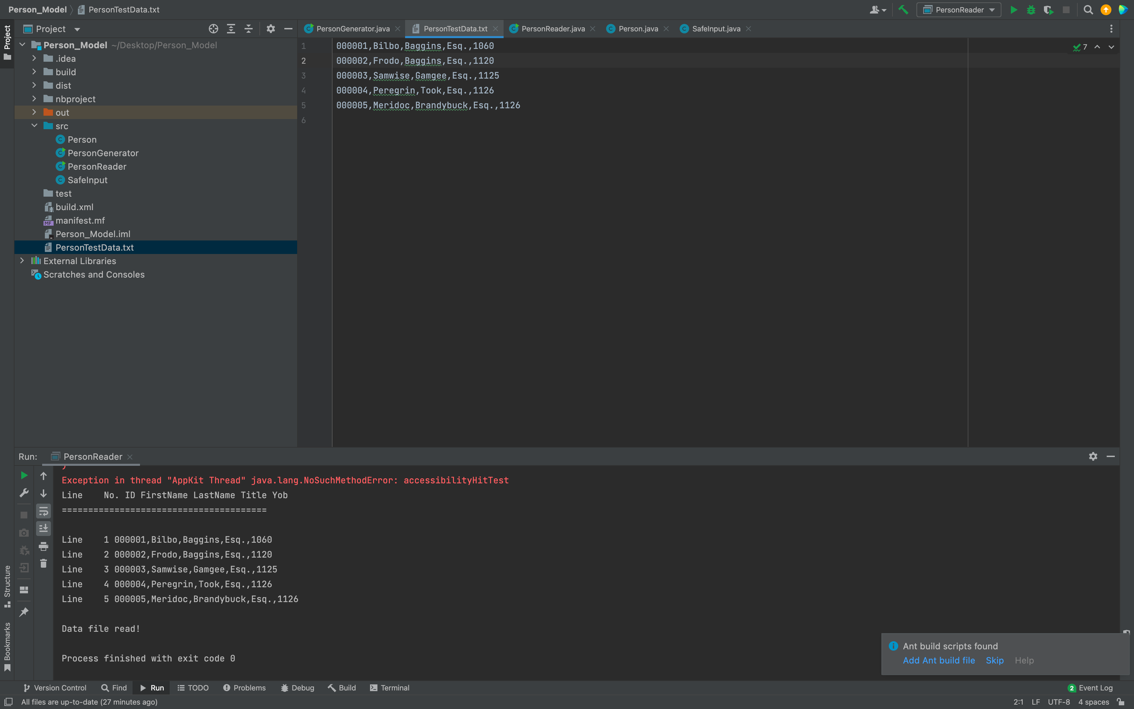 Person_Model
PersonTestData.txt
PersonReader
Project
Project
PersonGenerator.java
PersonTestData.txt
PersonReader.java
Person.java
SafeInput.java
Person_Model ~/Desktop/Person_Model
.idea
build
dist
nbproject
out
src
Person
PersonGenerator
PersonReader
SafeInput
test
build.xml
manifest.mf
Person_Model.iml
PersonTestData.txt
External Libraries
Scratches and Consoles
1 000001,Bilbo,Baggins,Esq.,1060
2 000002,Frodo,Baggins,Esq.,1120
3 000003,Samwise,Gamgee,Esq.,1125
4 000004,Peregrin,Took,Esq.,1126
5 000005,Meridoc,Brandybuck,Esq.,1126
6
7
Run: PersonReader
Exception in thread "AppKit Thread" java.lang.NoSuchMethodError: accessibilityHitTest
Line No. ID FirstName LastName Title Yob
=======================================
Line 1 000001,Bilbo,Baggins,Esq.,1060
Line 2 000002,Frodo,Baggins,Esq.,1120
Line 3 000003,Samwise,Gamgee,Esq.,1125
Line 4 000004,Peregrin,Took,Esq.,1126
Line 5 000005,Meridoc,Brandybuck,Esq.,1126
Data file read!
Process finished with exit code 0
Structure
Bookmarks
Ant build scripts found
Add Ant build file Skip Help
Version Control Find Run TODO Problems Debug Build Terminal
2 Event Log
All files are up-to-date (27 minutes ago)
2:1 LF UTF-8 4 spaces